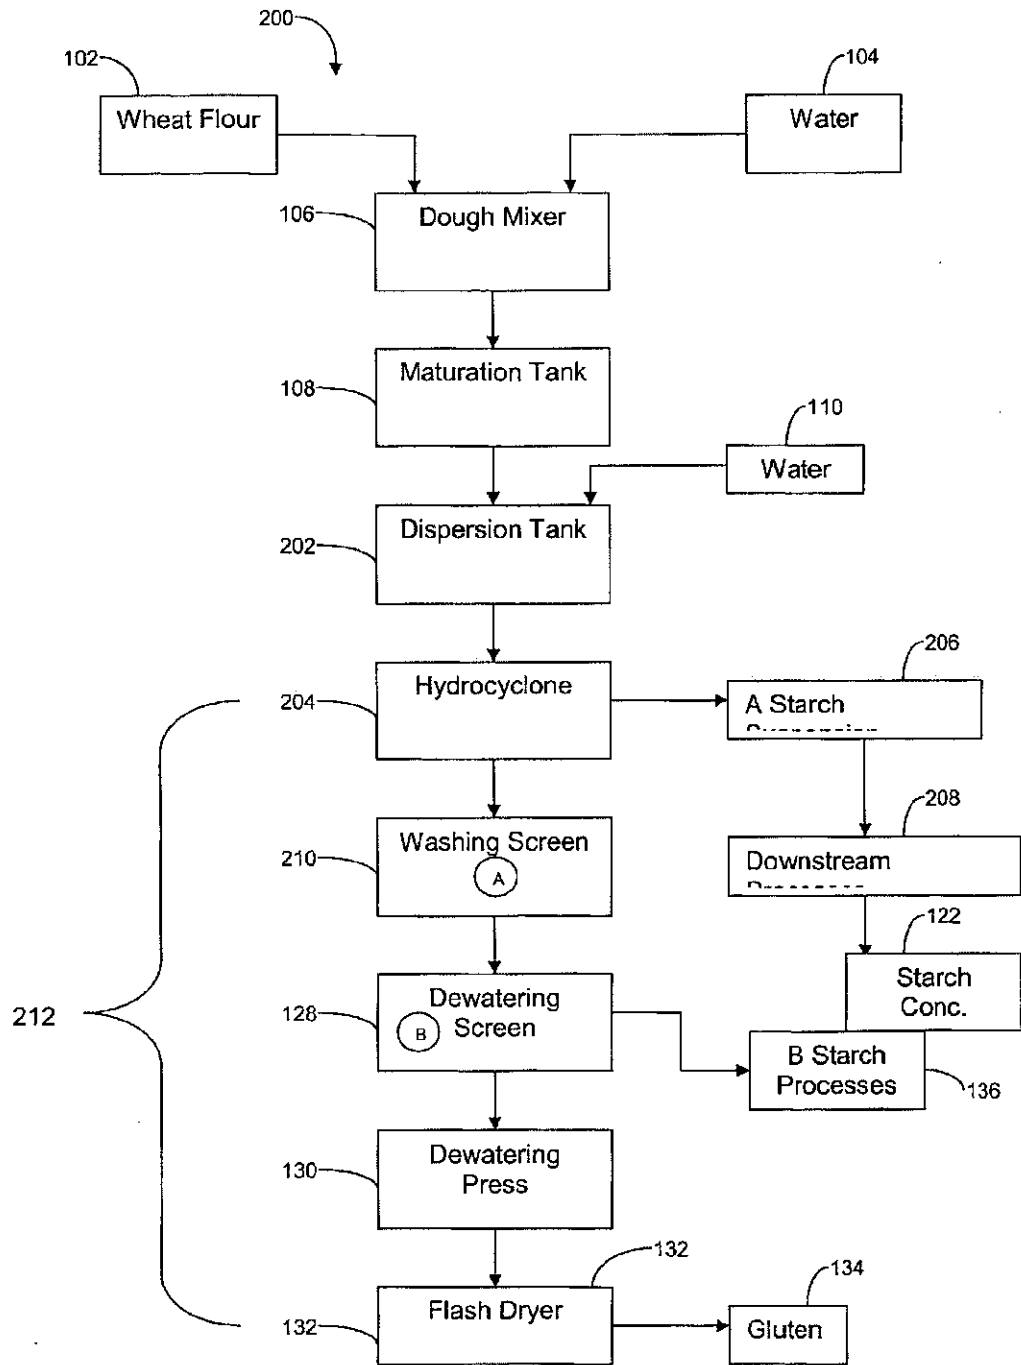 200
102
104
Wheat Flour
Water
106
Dough Mixer
108
Maturation Tank
110
Water
202
Dispersion Tank
206
204
Hydrocyclone
A Starch
208
210
Washing Screen
A
Downstream
122
Starch
Conc.
212
128
Dewatering
Screen
B
B Starch
Processes
136
130
Dewatering
Press
132
134
132
Flash Dryer
Gluten